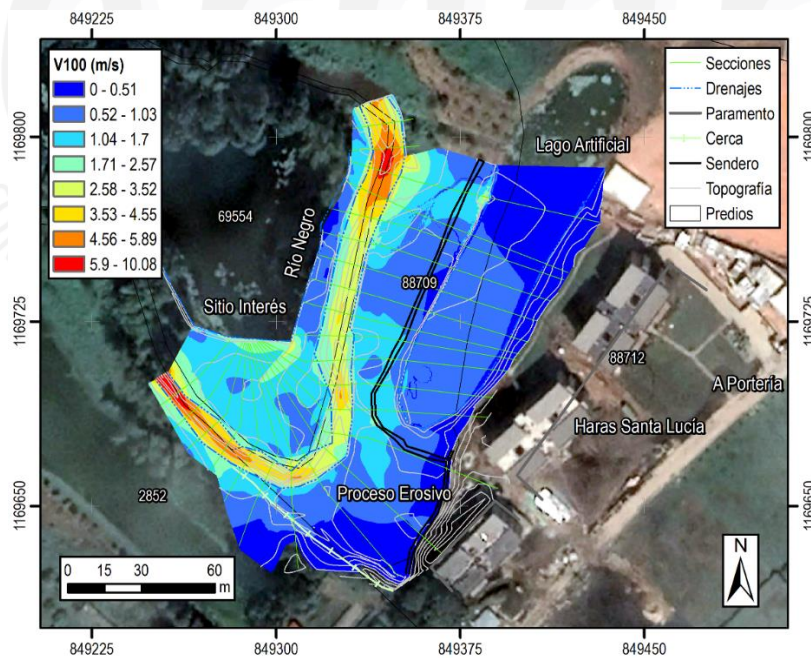 849225 849300 849375 849450
V100 (m/s)
0 - 0.51
0.52 - 1.03
1.04 - 1.7
1.71 - 2.57
2.58 - 3.52
3.53 - 4.55
4.56 - 5.89
5.9 - 10.08
Secciones
Drenajes
Paramento
Cerca
Sendero
Topografía
Predios
1169800
1169725
1169650
Lago Artificial
69554
Río Negro
88709
Sitio Interés
88712
A Portería
Haras Santa Lucía
2852
Proceso Erosivo
0 15 30 60
m
N
1169800
1169725
1169650
849225 849300 849375 849450